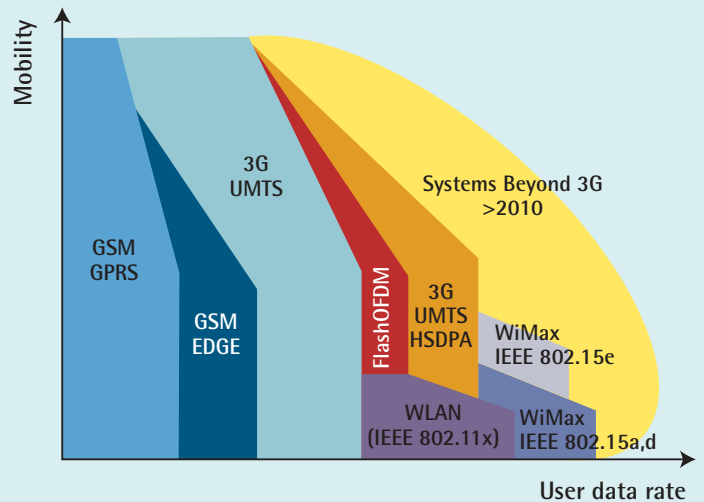 Mobility
GSM
GPRS
GSM
EDGE
3G
UMTS
FlashOFDM
3G
UMTS
HSDPA
Systems Beyond 3G
>2010
WiMax
IEEE 802.15e
WLAN
(IEEE 802.11x)
WiMax
IEEE 802.15a,d
User data rate